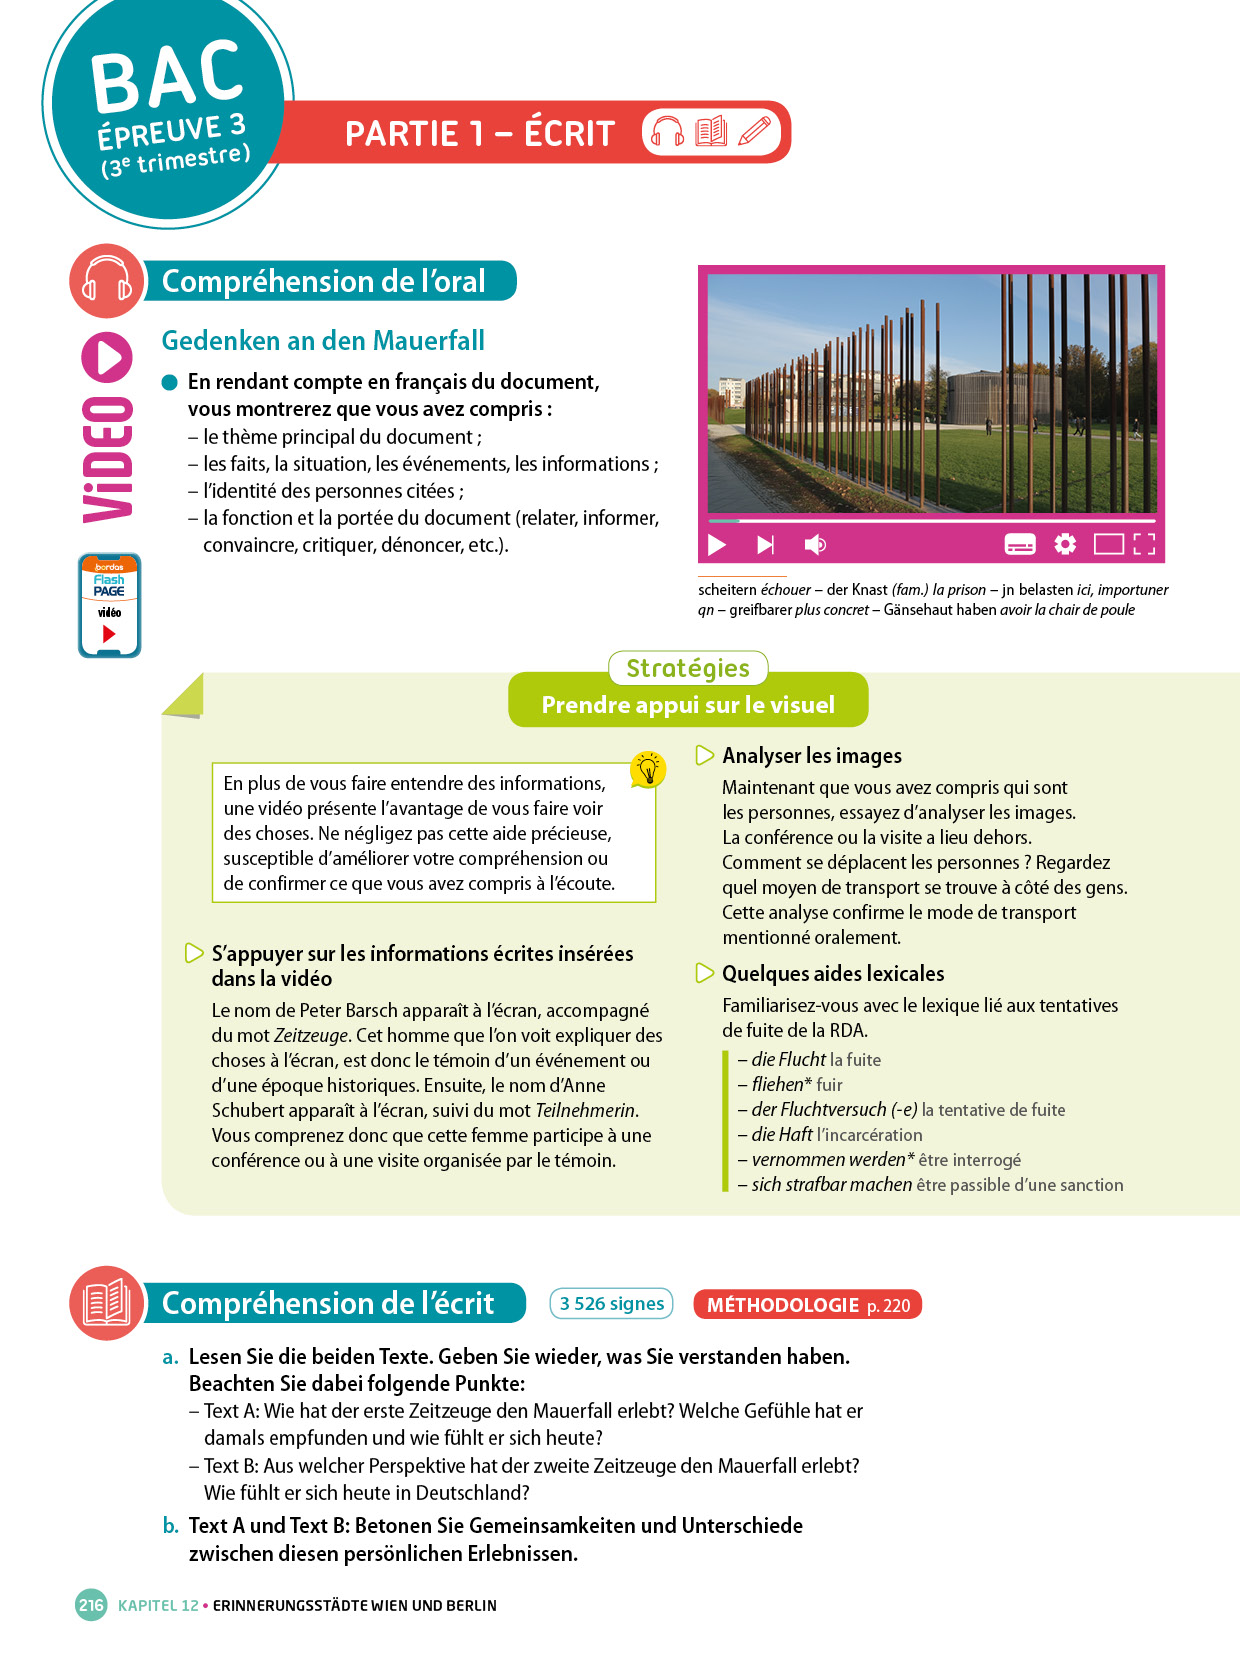 BAC
ÉPREUVE 3
(3e trimestre)
PARTIE 1 – ÉCRIT
Compréhension de l'oral
ViDEO
bordas
Flash
PAGE
vidéo
Gedenken an den Mauerfall
En rendant compte en français du document,
vous montrerez que vous avez compris :
– le thème principal du document ;
– les faits, la situation, les événements, les informations ;
– l'identité des personnes citées ;
– la fonction et la portée du document (relater, informer,
convaincre, critiquer, dénoncer, etc.).
scheitern échouer – der Knast (fam.) la prison – jn belasten ici, importuner
qn – greifbarer plus concret – Gänsehaut haben avoir la chair de poule
Stratégies
Prendre appui sur le visuel
En plus de vous faire entendre des informations,
une vidéo présente l'avantage de vous faire voir
des choses. Ne négligez pas cette aide précieuse,
susceptible d'améliorer votre compréhension ou
de confirmer ce que vous avez compris à l'écoute.
S'appuyer sur les informations écrites insérées
dans la vidéo
Le nom de Peter Barsch apparaît à l'écran, accompagné
du mot Zeitzeuge. Cet homme que l'on voit expliquer des
choses à l'écran, est donc le témoin d'un événement ou
d'une époque historiques. Ensuite, le nom d'Anne
Schubert apparaît à l'écran, suivi du mot Teilnehmerin.
Vous comprenez donc que cette femme participe à une
conférence ou à une visite organisée par le témoin.
Analyser les images
Maintenant que vous avez compris qui sont
les personnes, essayez d'analyser les images.
La conférence ou la visite a lieu dehors.
Comment se déplacent les personnes ? Regardez
quel moyen de transport se trouve à côté des gens.
Cette analyse confirme le mode de transport
mentionné oralement.
Quelques aides lexicales
Familiarisez-vous avec le lexique lié aux tentatives
de fuite de la RDA.
– die Flucht la fuite
– fliehen* fuir
– der Fluchtversuch (-e) la tentative de fuite
– die Haft l'incarcération
– vernommen werden* être interrogé
– sich strafbar machen être passible d'une sanction
Compréhension de l'écrit
3 526 signes
MÉTHODOLOGIE p. 220
a. Lesen Sie die beiden Texte. Geben Sie wieder, was Sie verstanden haben.
Beachten Sie dabei folgende Punkte:
– Text A: Wie hat der erste Zeitzeuge den Mauerfall erlebt? Welche Gefühle hat er
damals empfunden und wie fühlt er sich heute?
– Text B: Aus welcher Perspektive hat der zweite Zeitzeuge den Mauerfall erlebt?
Wie fühlt er sich heute in Deutschland?
b. Text A und Text B: Betonen Sie Gemeinsamkeiten und Unterschiede
zwischen diesen persönlichen Erlebnissen.
216 KAPITEL 12 • ERINNERUNGSSTÄDTE WIEN UND BERLIN